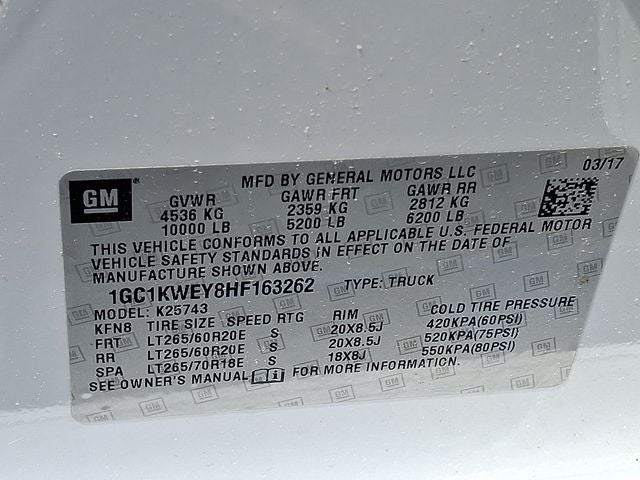 03/17
GM
MFD BY GENERAL MOTORS LLC
GVWR GAWR FRT GAWR RR
4536 KG 2359 KG 2812 KG
10000 LB 5200 LB 6200 LB
THIS VEHICLE CONFORMS TO ALL APPLICABLE U.S. FEDERAL MOTOR
VEHICLE SAFETY STANDARDS IN EFFECT ON THE DATE OF
MANUFACTURE SHOWN ABOVE.
1GC1KWEY8HF163262 TYPE: TRUCK
MODEL: K25743
KFN8 TIRE SIZE SPEED RTG RIM COLD TIRE PRESSURE
FRT LT265/60R20E S 20X8.5J 420KPA(60PSI)
RR LT265/60R20E S 20X8.5J 520KPA(75PSI)
SPA LT265/70R18E S 18X8J 550KPA(80PSI)
SEE OWNER'S MANUAL FOR MORE INFORMATION.